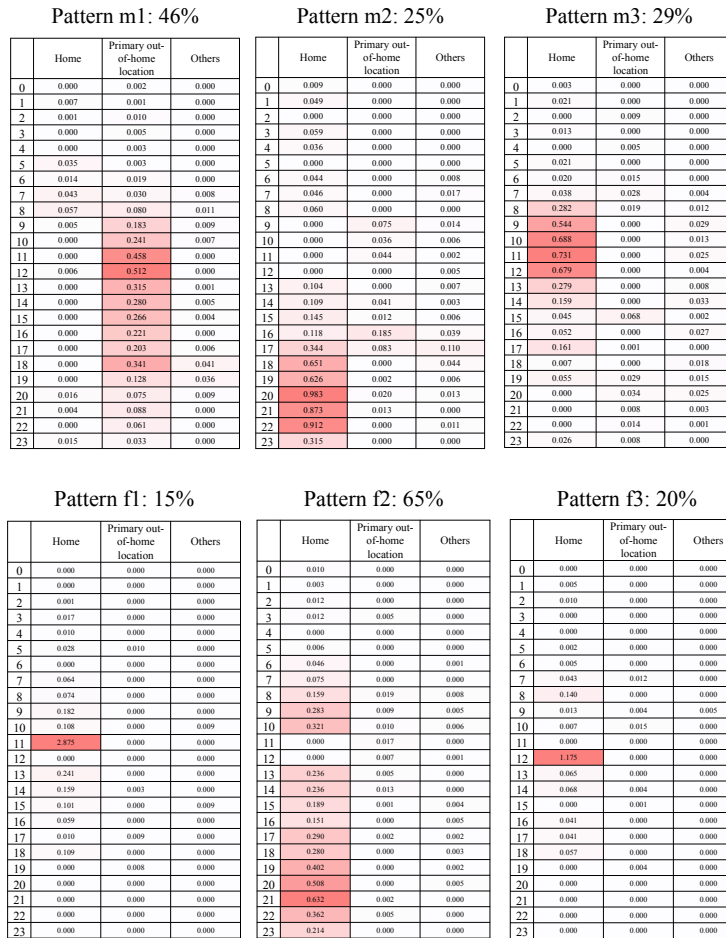 Pattern m1: 46%
Home Primary out-of-home location Others
0 0.000 0.002 0.000
1 0.007 0.001 0.000
2 0.001 0.010 0.000
3 0.000 0.005 0.000
4 0.000 0.003 0.000
5 0.035 0.003 0.000
6 0.014 0.019 0.000
7 0.043 0.030 0.008
8 0.057 0.080 0.011
9 0.005 0.183 0.009
10 0.000 0.241 0.007
11 0.000 0.458 0.000
12 0.006 0.512 0.000
13 0.000 0.315 0.001
14 0.000 0.280 0.005
15 0.000 0.266 0.004
16 0.000 0.221 0.000
17 0.000 0.203 0.006
18 0.000 0.341 0.041
19 0.000 0.128 0.036
20 0.016 0.075 0.009
21 0.004 0.088 0.000
22 0.000 0.061 0.000
23 0.015 0.033 0.000
Pattern m2: 25%
Home Primary out-of-home location Others
0 0.009 0.000 0.000
1 0.049 0.000 0.000
2 0.000 0.000 0.000
3 0.059 0.000 0.000
4 0.036 0.000 0.000
5 0.000 0.000 0.000
6 0.044 0.000 0.008
7 0.046 0.000 0.017
8 0.060 0.000 0.000
9 0.000 0.075 0.014
10 0.000 0.036 0.006
11 0.000 0.044 0.002
12 0.000 0.000 0.005
13 0.104 0.000 0.007
14 0.109 0.041 0.003
15 0.145 0.012 0.006
16 0.118 0.185 0.039
17 0.344 0.083 0.110
18 0.651 0.000 0.044
19 0.626 0.002 0.006
20 0.983 0.020 0.013
21 0.873 0.013 0.000
22 0.912 0.000 0.011
23 0.315 0.000 0.000
Pattern m3: 29%
Home Primary out-of-home location Others
0 0.003 0.000 0.000
1 0.021 0.000 0.000
2 0.000 0.009 0.000
3 0.013 0.000 0.000
4 0.000 0.005 0.000
5 0.021 0.000 0.000
6 0.020 0.015 0.000
7 0.038 0.028 0.004
8 0.282 0.019 0.012
9 0.544 0.000 0.029
10 0.688 0.000 0.013
11 0.731 0.000 0.025
12 0.679 0.000 0.004
13 0.279 0.000 0.008
14 0.159 0.000 0.033
15 0.045 0.068 0.002
16 0.052 0.000 0.027
17 0.161 0.001 0.000
18 0.007 0.000 0.018
19 0.055 0.029 0.015
20 0.000 0.034 0.025
21 0.000 0.008 0.003
22 0.000 0.014 0.001
23 0.026 0.008 0.000
Pattern f1: 15%
Home Primary out-of-home location Others
0 0.000 0.000 0.000
1 0.000 0.000 0.000
2 0.001 0.000 0.000
3 0.017 0.000 0.000
4 0.010 0.000 0.000
5 0.028 0.010 0.000
6 0.000 0.000 0.000
7 0.064 0.000 0.000
8 0.074 0.000 0.000
9 0.182 0.000 0.000
10 0.108 0.000 0.009
11 2.875 0.000 0.000
12 0.000 0.000 0.000
13 0.241 0.000 0.000
14 0.159 0.003 0.000
15 0.101 0.000 0.009
16 0.059 0.000 0.000
17 0.010 0.009 0.000
18 0.109 0.000 0.000
19 0.000 0.008 0.000
20 0.000 0.000 0.000
21 0.000 0.000 0.000
22 0.000 0.000 0.000
23 0.000 0.000 0.000
Pattern f2: 65%
Home Primary out-of-home location Others
0 0.010 0.000 0.000
1 0.003 0.000 0.000
2 0.012 0.000 0.000
3 0.012 0.005 0.000
4 0.000 0.000 0.000
5 0.006 0.000 0.000
6 0.046 0.000 0.001
7 0.075 0.000 0.000
8 0.159 0.019 0.008
9 0.283 0.009 0.005
10 0.321 0.010 0.006
11 0.000 0.017 0.000
12 0.000 0.007 0.001
13 0.236 0.005 0.000
14 0.236 0.013 0.000
15 0.189 0.001 0.004
16 0.151 0.000 0.005
17 0.290 0.002 0.002
18 0.280 0.000 0.003
19 0.402 0.000 0.002
20 0.508 0.000 0.005
21 0.632 0.002 0.000
22 0.362 0.005 0.000
23 0.214 0.000 0.000
Pattern f3: 20%
Home Primary out-of-home location Others
0 0.000 0.000 0.000
1 0.005 0.000 0.000
2 0.010 0.000 0.000
3 0.000 0.000 0.000
4 0.000 0.000 0.000
5 0.002 0.000 0.000
6 0.005 0.000 0.000
7 0.043 0.012 0.000
8 0.140 0.000 0.000
9 0.013 0.004 0.005
10 0.007 0.015 0.000
11 0.000 0.000 0.000
12 1.175 0.000 0.000
13 0.065 0.000 0.000
14 0.068 0.004 0.000
15 0.000 0.001 0.000
16 0.041 0.000 0.000
17 0.041 0.000 0.000
18 0.057 0.000 0.000
19 0.000 0.004 0.000
20 0.000 0.000 0.000
21 0.000 0.000 0.000
22 0.000 0.000 0.000
23 0.000 0.000 0.000